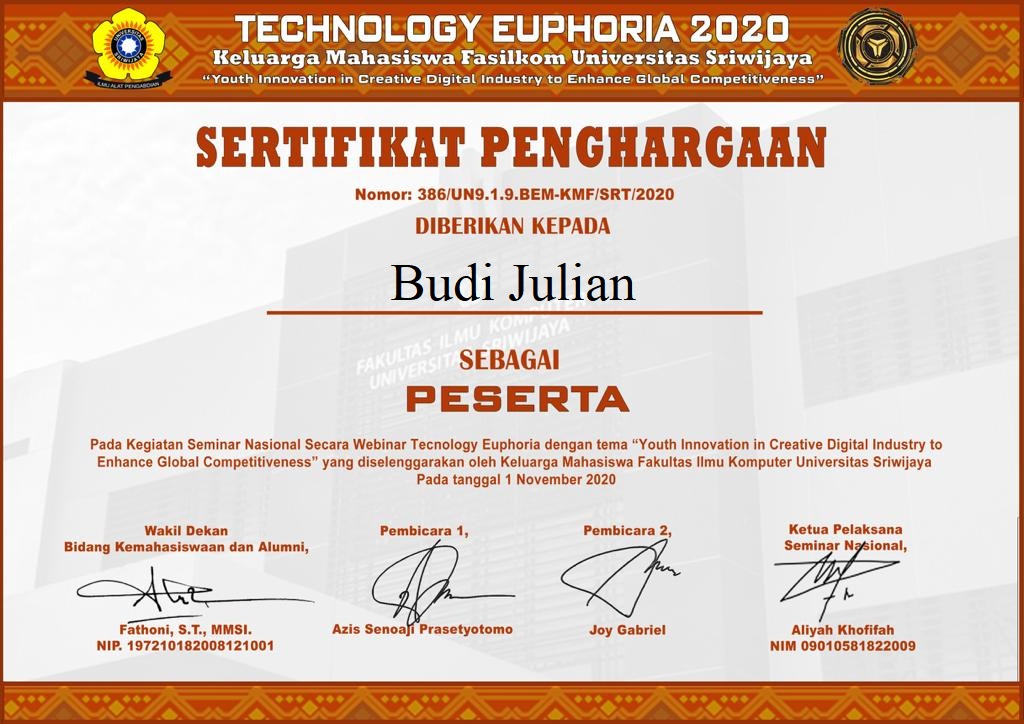 TECHNOLOGY EUPHORIA 2020
Keluarga Mahasiswa Fasilkom Universitas Sriwijaya
“Youth Innovation in Creative Digital Industry to Enhance Global Competitiveness”
UNIVERSITAS SRIWIJAYA
ILMU ALAT PENGABDIAN
SERTIFIKAT PENGHARGAAN
Nomor: 386/UN9.1.9.BEM-KMF/SRT/2020
DIBERIKAN KEPADA
Budi Julian
FAKULTAS ILMU KOMPUTER
UNIVERSITAS SRIWIJAYA
SEBAGAI
PESERTA
Pada Kegiatan Seminar Nasional Secara Webinar Tecnology Euphoria dengan tema “Youth Innovation in Creative Digital Industry to
Enhance Global Competitiveness” yang diselenggarakan oleh Keluarga Mahasiswa Fakultas Ilmu Komputer Universitas Sriwijaya
Pada tanggal 1 November 2020
Wakil Dekan
Bidang Kemahasiswaan dan Alumni,
Fathoni, S.T., MMSI.
NIP. 197210182008121001
Pembicara 1,
Azis Senoaji Prasetyotomo
Pembicara 2,
Joy Gabriel
Ketua Pelaksana
Seminar Nasional,
Aliyah Khofifah
NIM 09010581822009